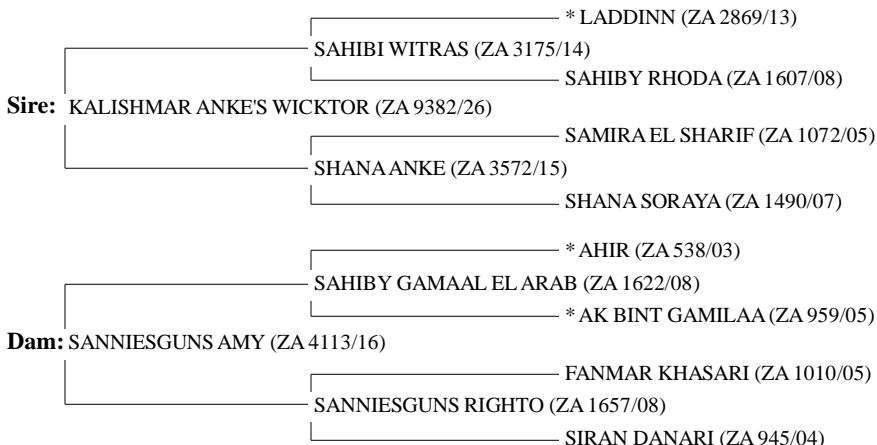 * LADDINN (ZA 2869/13)
SAHIBI WITRAS (ZA 3175/14)
SAHIBY RHODA (ZA 1607/08)
Sire: KALISHMAR ANKE'S WICKTOR (ZA 9382/26)
SAMIRA EL SHARIF (ZA 1072/05)
SHANA ANKE (ZA 3572/15)
SHANA SORAYA (ZA 1490/07)
* AHIR (ZA 538/03)
SAHIBY GAMAAL EL ARAB (ZA 1622/08)
* AK BINT GAMILAA (ZA 959/05)
Dam: SANNIESGUNS AMY (ZA 4113/16)
FANMAR KHASARI (ZA 1010/05)
SANNIESGUNS RIGHTO (ZA 1657/08)
SIRAN DANARI (ZA 945/04)